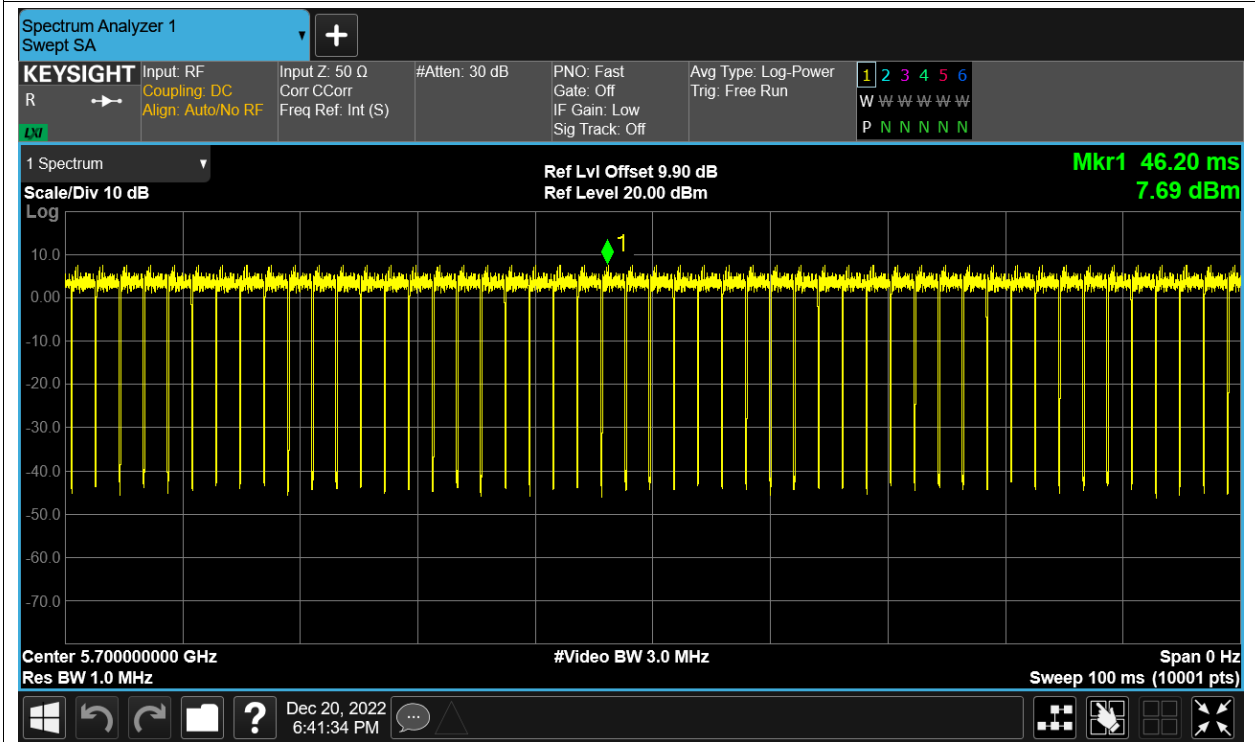 Spectrum Analyzer 1
Swept SA
KEYSIGHT
R
LXI
Input: RF
Coupling: DC
Align: Auto/No RF
Input Z: 50 Ω
Corr CCorr
Freq Ref: Int (S)
#Atten: 30 dB
PNO: Fast
Gate: Off
IF Gain: Low
Sig Track: Off
Avg Type: Log-Power
Trig: Free Run
1 2 3 4 5 6
W W W W W W
P N N N N N
1 Spectrum
Scale/Div 10 dB
Ref Lvl Offset 9.90 dB
Ref Level 20.00 dBm
Mkr1 46.20 ms
7.69 dBm
Log
1
10.0
0.00
-10.0
-20.0
-30.0
-40.0
-50.0
-60.0
-70.0
Center 5.700000000 GHz
#Video BW 3.0 MHz
Span 0 Hz
Res BW 1.0 MHz
Sweep 100 ms (10001 pts)
?
Dec 20, 2022
6:41:34 PM